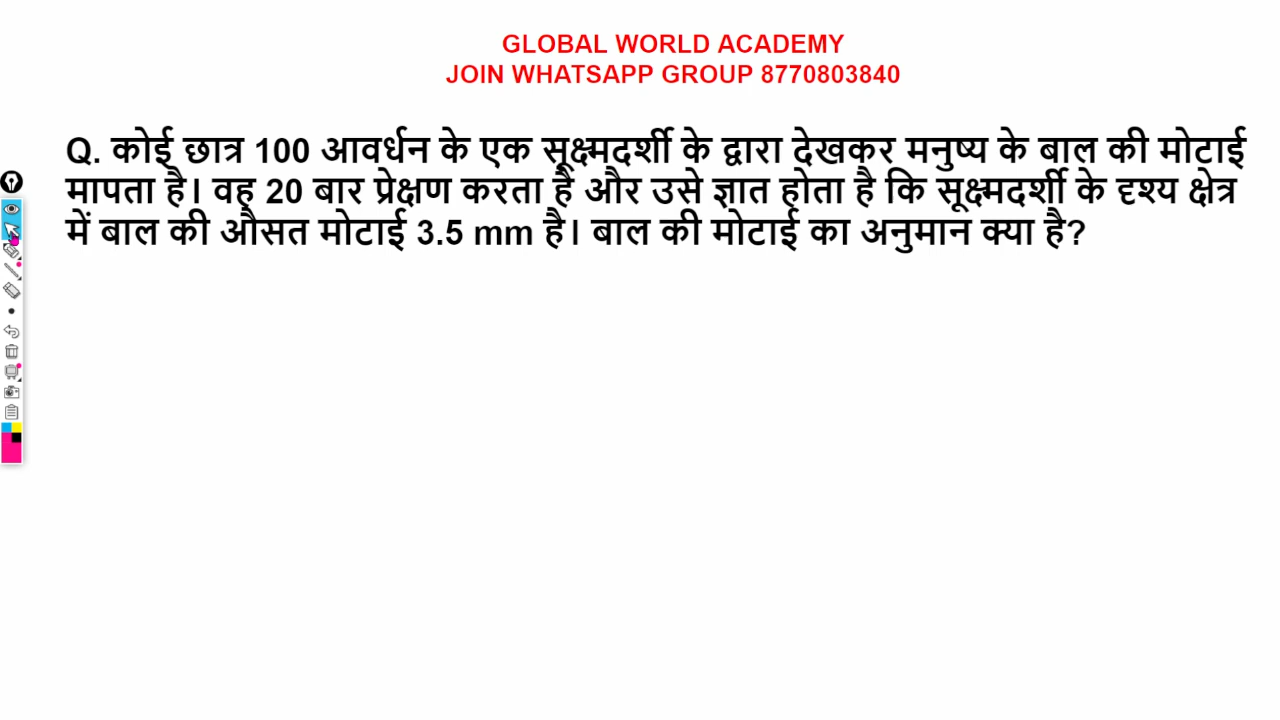 GLOBAL WORLD ACADEMY
JOIN WHATSAPP GROUP 8770803840
Q. कोई छात्र 100 आवर्धन के एक सूक्ष्मदर्शी के द्वारा देखकर मनुष्य के बाल की मोटाई
मापता है। वह 20 बार प्रेक्षण करता है और उसे ज्ञात होता है कि सूक्ष्मदर्शी के दृश्य क्षेत्र
में बाल की औसत मोटाई 3.5 mm है। बाल की मोटाई का अनुमान क्या है?